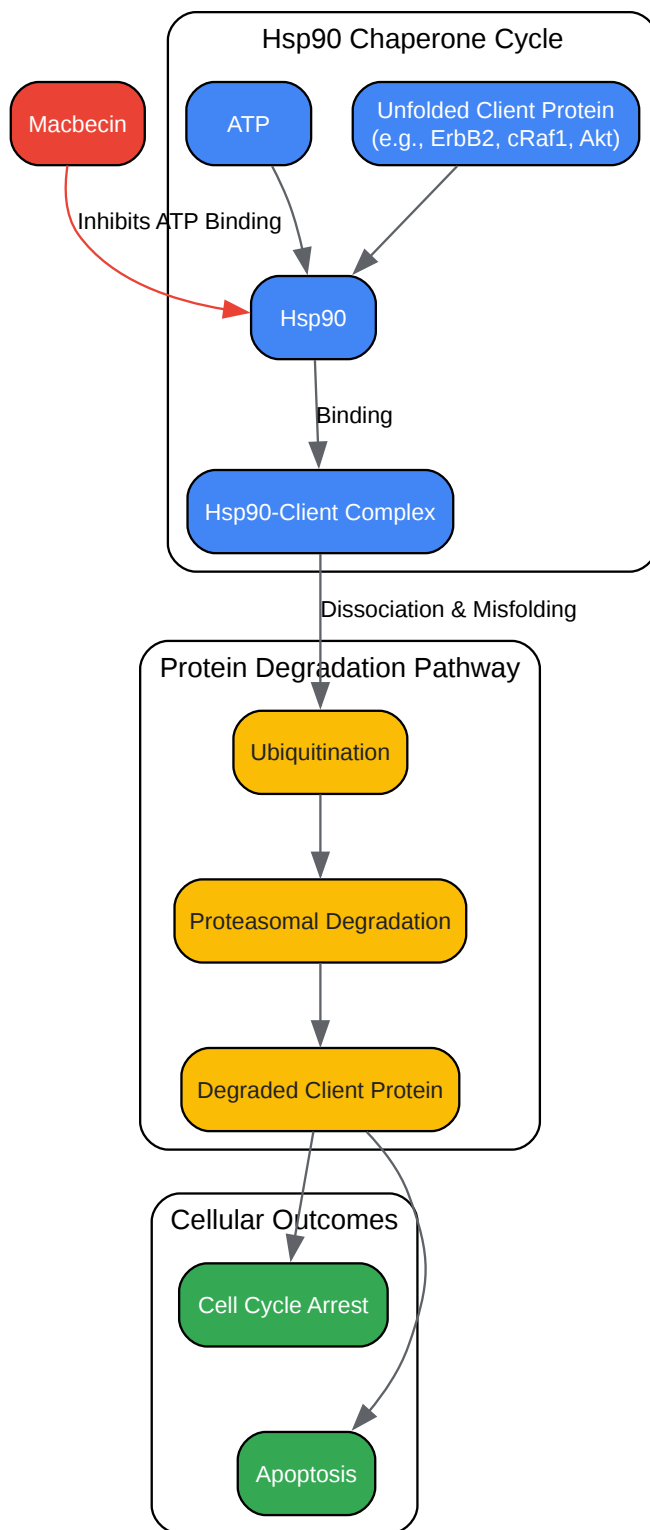 Hsp90 Chaperone Cycle
Macbecin
ATP
Unfolded Client Protein
(e.g., ErbB2, cRaf1, Akt)
Inhibits ATP Binding
Hsp90
Binding
Hsp90-Client Complex
Dissociation & Misfolding
Protein Degradation Pathway
Ubiquitination
Proteasomal Degradation
Degraded Client Protein
Cellular Outcomes
Cell Cycle Arrest
Apoptosis